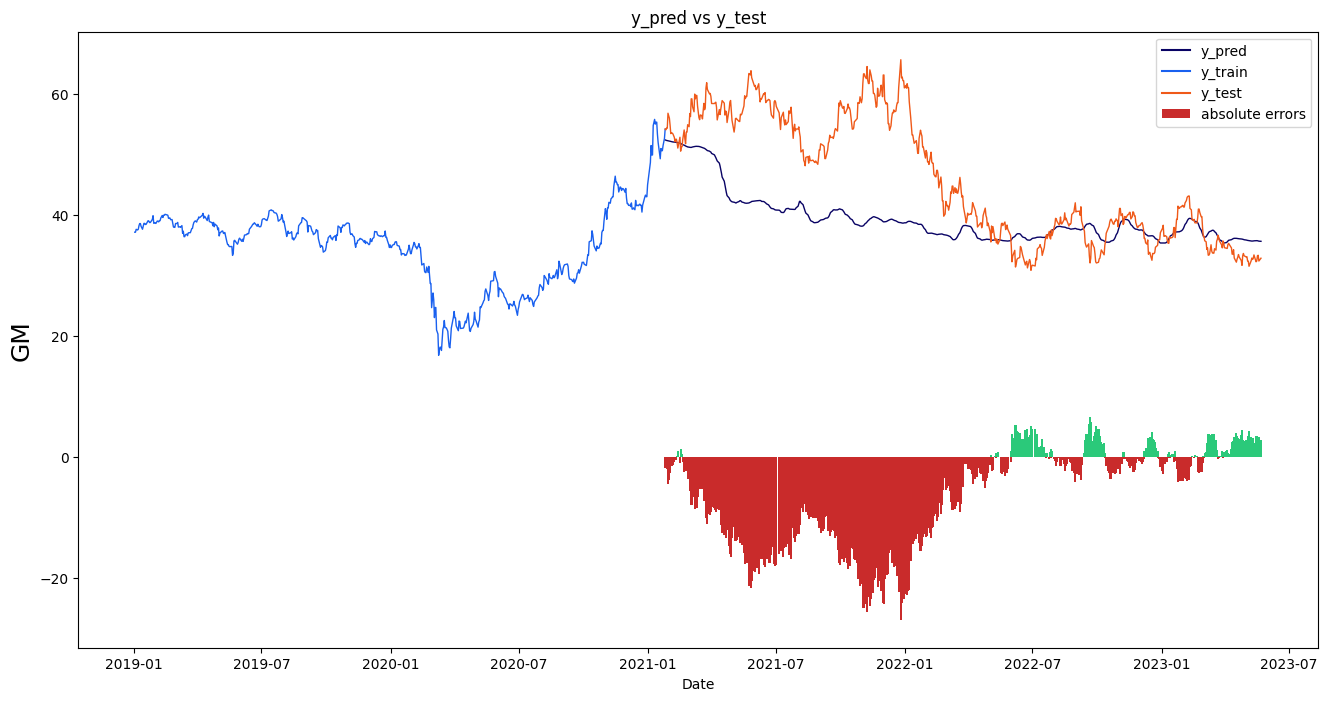 y_pred vs y_test
y_pred
y_train
y_test
absolute errors
60
40
20
0
−20
GM
2019-01
2019-07
2020-01
2020-07
2021-01
2021-07
2022-01
2022-07
2023-01
2023-07
Date